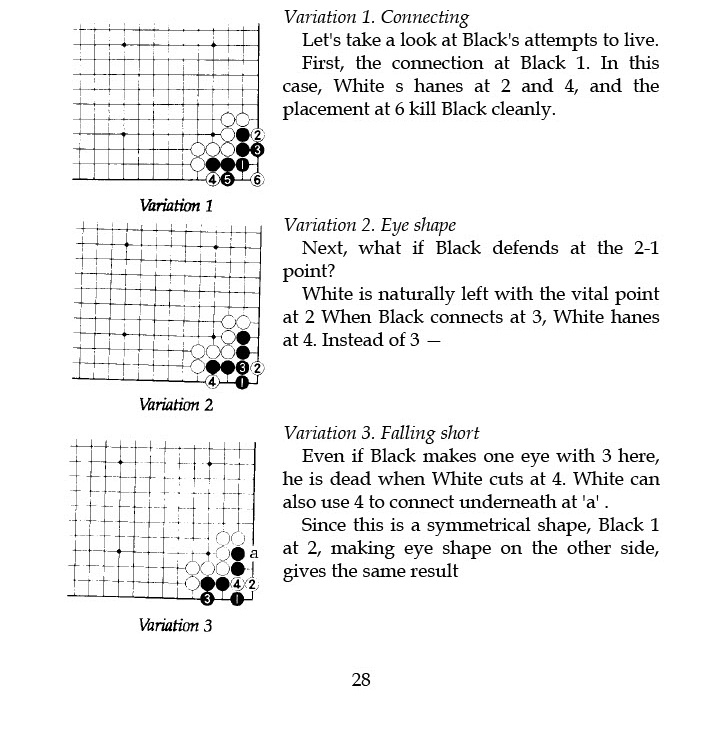 Variation 1. Connecting
Let's take a look at Black's attempts to live.
First, the connection at Black 1. In this
case, White s hanes at 2 and 4, and the
placement at 6 kill Black cleanly.
2
3
1
4 5 6
Variation 1
Variation 2. Eye shape
Next, what if Black defends at the 2-1
point?
White is naturally left with the vital point
at 2 When Black connects at 3, White hanes
at 4. Instead of 3 —
3 2
4 1
Variation 2
Variation 3. Falling short
Even if Black makes one eye with 3 here,
he is dead when White cuts at 4. White can
also use 4 to connect underneath at 'a' .
Since this is a symmetrical shape, Black 1
at 2, making eye shape on the other side,
gives the same result
a
4 2
3 1
Variation 3
28